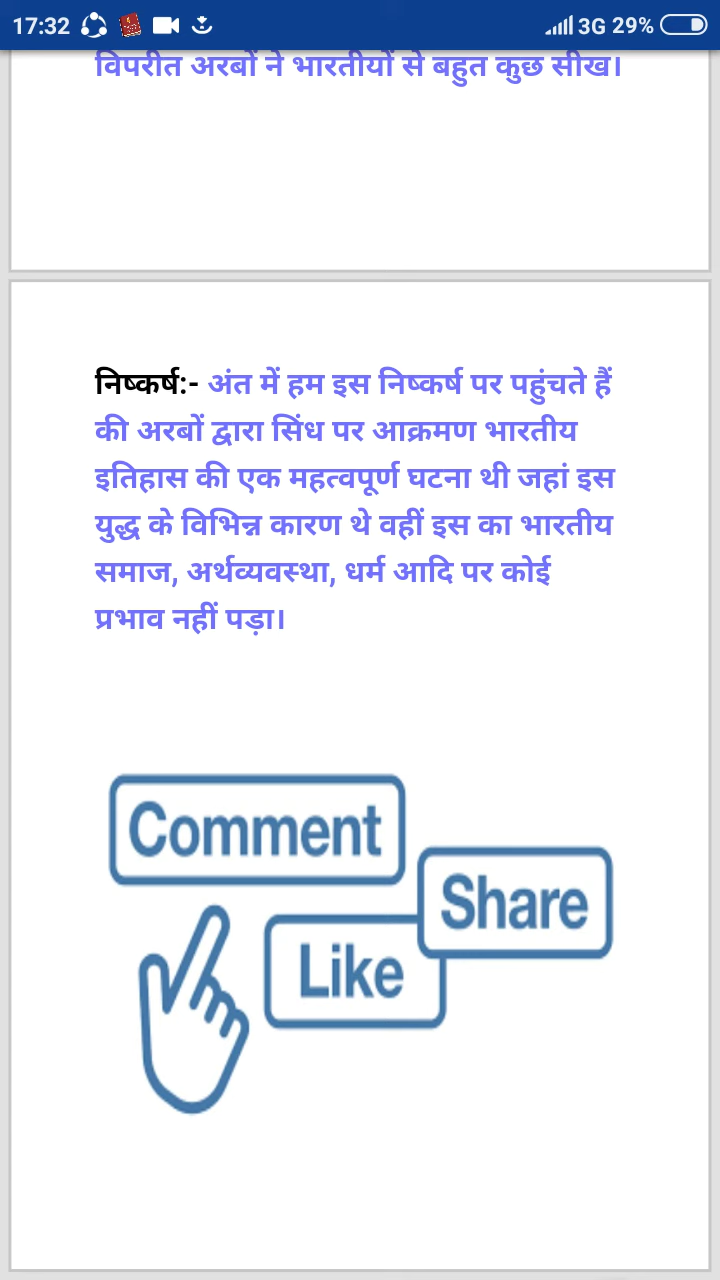 17:32 3G 29%
विपरीत अरबों ने भारतीयों से बहुत कुछ सीख।
निष्कर्ष:- अंत में हम इस निष्कर्ष पर पहुंचते हैं
की अरबों द्वारा सिंध पर आक्रमण भारतीय
इतिहास की एक महत्वपूर्ण घटना थी जहां इस
युद्ध के विभिन्न कारण थे वहीं इस का भारतीय
समाज, अर्थव्यवस्था, धर्म आदि पर कोई
प्रभाव नहीं पड़ा।
Comment
Share
Like